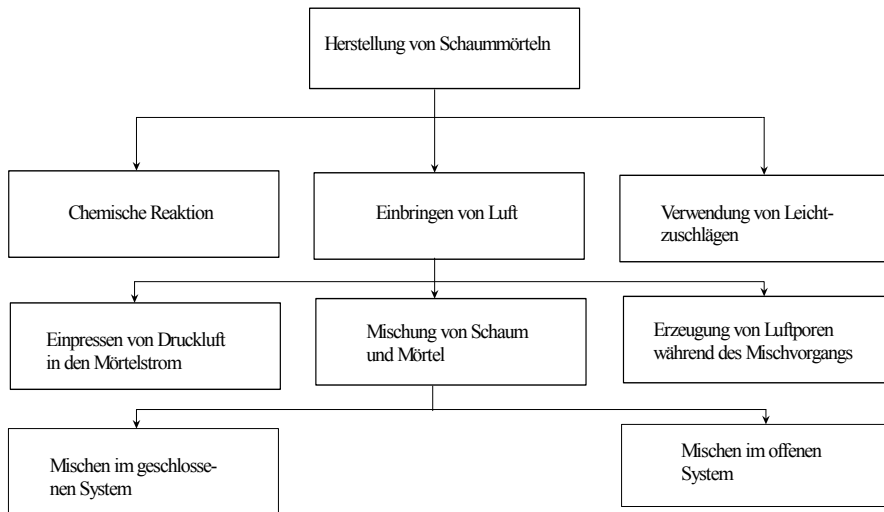 Herstellung von Schaummörteln
Chemische Reaktion
Einbringen von Luft
Verwendung von Leicht-
zuschlägen
Einpressen von Druckluft
in den Mörtelstrom
Mischung von Schaum
und Mörtel
Erzeugung von Luftporen
während des Mischvorgangs
Mischen im geschlosse-
nen System
Mischen im offenen
System